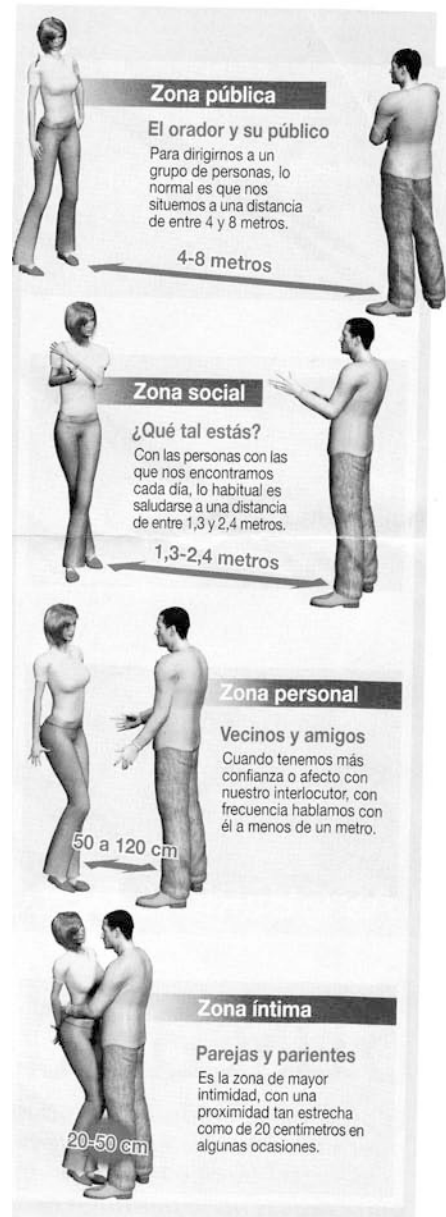 Zona pública
El orador y su público
Para dirigirnos a un
grupo de personas, lo
normal es que nos
situemos a una distancia
de entre 4 y 8 metros.
4-8 metros
Zona social
¿Qué tal estás?
Con las personas con las
que nos encontramos
cada día, lo habitual es
saludarse a una distancia
de entre 1,3 y 2,4 metros.
1,3-2,4 metros
Zona personal
Vecinos y amigos
Cuando tenemos más
confianza o afecto con
nuestro interlocutor, con
frecuencia hablamos con
él a menos de un metro.
50 a 120 cm
Zona íntima
Parejas y parientes
Es la zona de mayor
intimidad, con una
proximidad tan estrecha
como de 20 centímetros en
algunas ocasiones.
20-50 cm